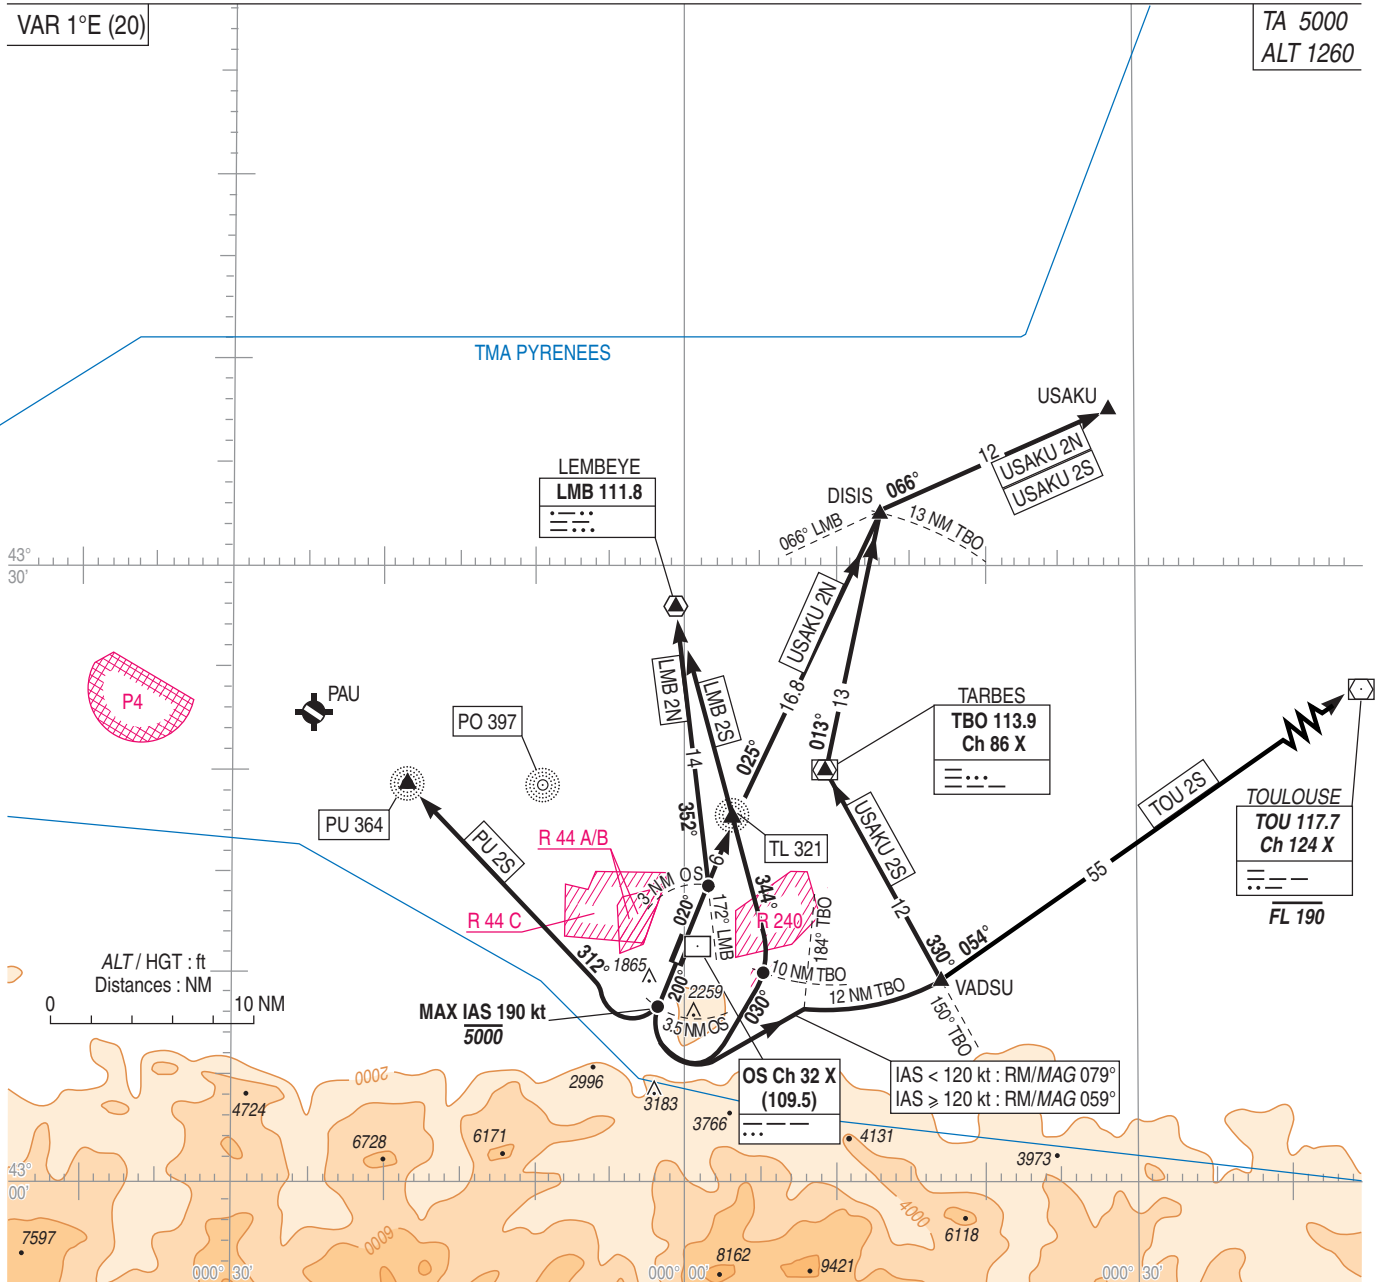 VAR 1°E (20)
TA 5000
ALT 1260
TMA PYRENEES
USAKU
12
USAKU 2N
USAKU 2S
LEMBEYE
LMB 111.8
DISIS
066°
066° LMB
13 NM TBO
43°
30'
USAKU 2N
LMB 2N
LMB 2S
P4
PAU
PO 397
16.8
13
TARBES
TBO 113.9
Ch 86 X
14
025°
013°
PU 364
PU 2S
R 44 A/B
352°
TL 321
USAKU 2S
TOU 2S
TOULOUSE
TOU 117.7
Ch 124 X
FL 190
6
55
3 NM OS
344°
R 44 C
020°
172° LMB
R 240
184° TBO
12
330°
054°
312°
1865
10 NM TBO
ALT / HGT : ft
Distances : NM
0
10 NM
200°
2259
030°
12 NM TBO
VADSU
MAX IAS 190 kt
5000
3.5 NM OS
150° TBO
2000
2996
3183
OS Ch 32 X
(109.5)
IAS < 120 kt : RM/MAG 079°
IAS ⩾ 120 kt : RM/MAG 059°
4724
3766
6728
6171
4131
3973
43°
00'
4000
6118
7597
6000
8162
9421
000° 30'
000° 00'
000° 30'